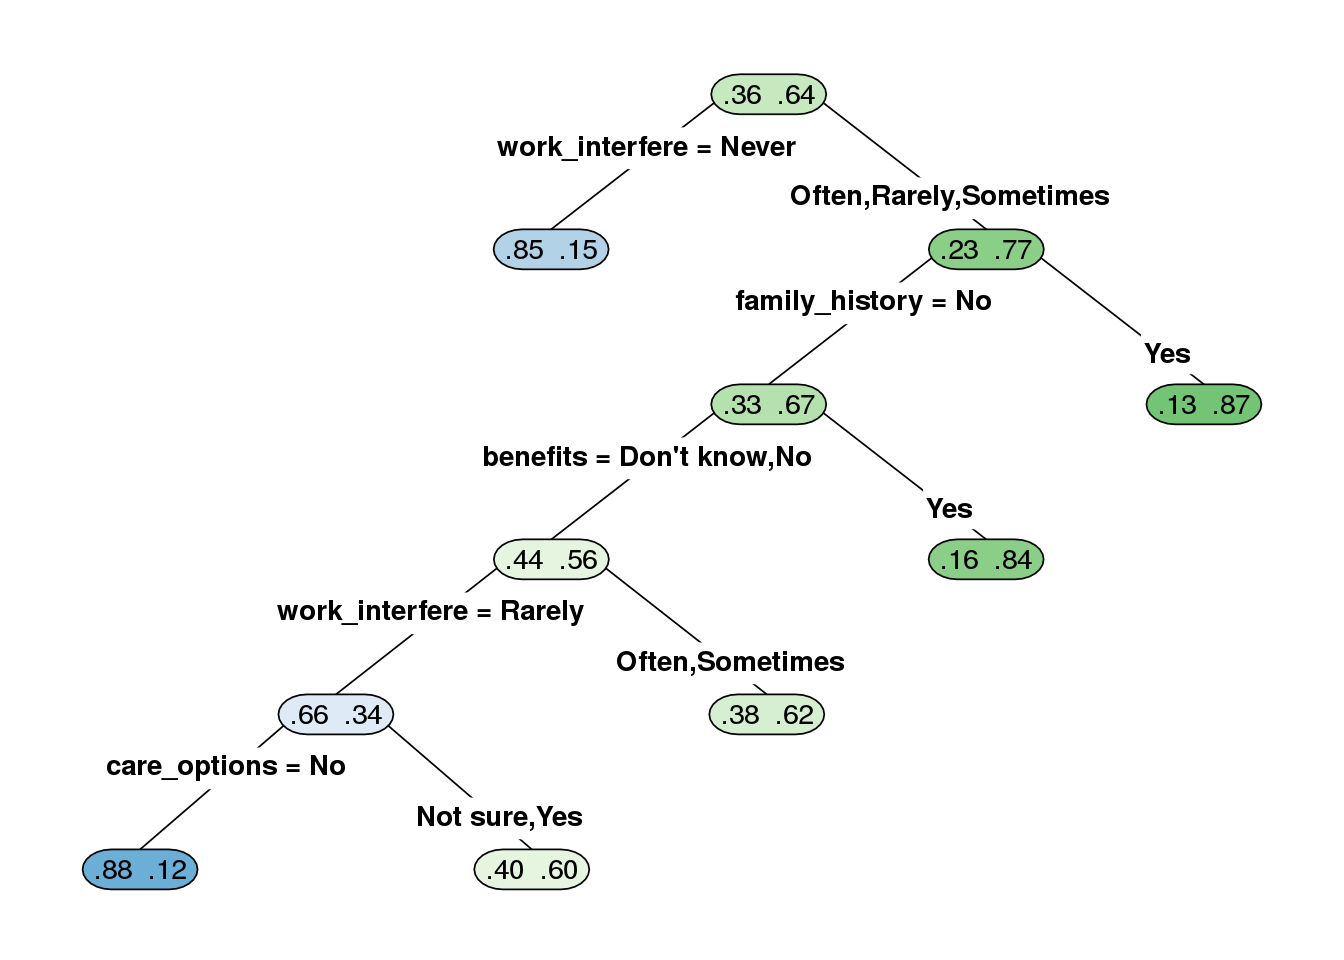 .36 .64
work_interfere = Never
Often,Rarely,Sometimes
.85 .15
.23 .77
family_history = No
Yes
.33 .67
.13 .87
benefits = Don't know,No
Yes
.44 .56
.16 .84
work_interfere = Rarely
Often,Sometimes
.66 .34
.38 .62
care_options = No
Not sure,Yes
.88 .12
.40 .60